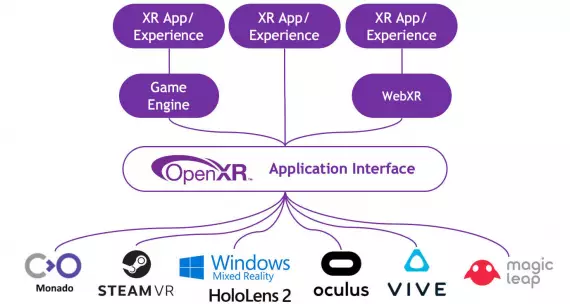 XR App/
Experience
XR App/
Experience
XR App/
Experience
Game
Engine
WebXR
OpenXR™ Application Interface
Monado
STEAMVR
Windows
Mixed Reality
HoloLens 2
oculus
VIVE
magic
leap